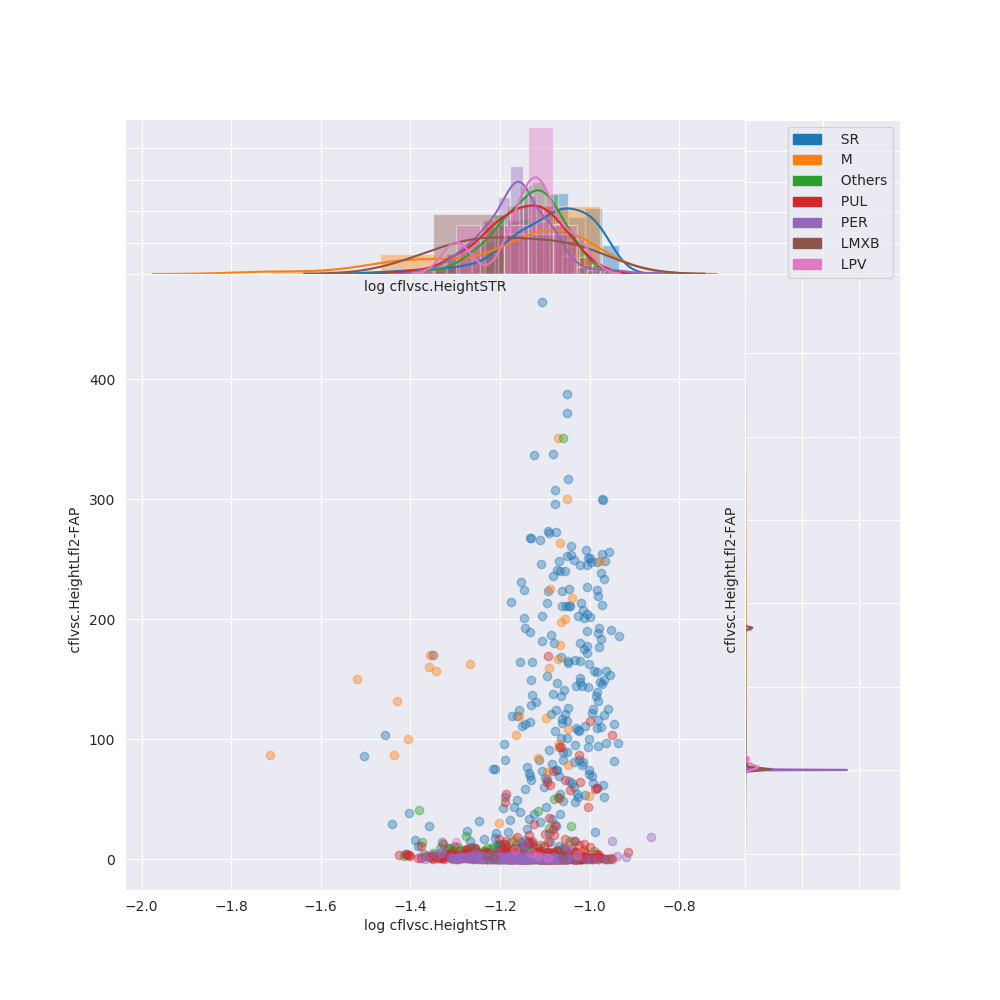 SR
M
Others
PUL
PER
LMXB
LPV
log cflvsc.HeightSTR
400
300
200
100
0
cflvsc.HeightLfl2-FAP
cflvsc.HeightLfl2-FAP
−2.0 −1.8 −1.6 −1.4 −1.2 −1.0 −0.8
log cflvsc.HeightSTR